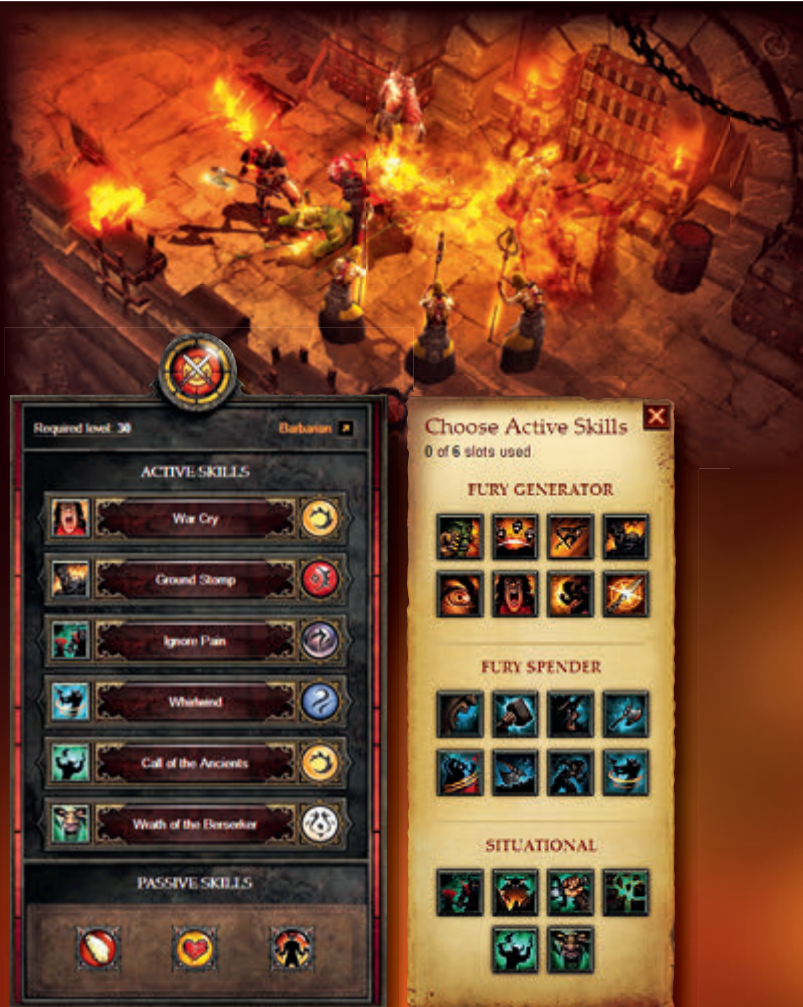 Required level: 30
Barbarian
ACTIVE SKILLS
War Cry
Ground Stomp
Ignore Pain
Whirlwind
Call of the Ancients
Wrath of the Berserker
PASSIVE SKILLS
Choose Active Skills
0 of 6 slots used
FURY GENERATOR
FURY SPENDER
SITUATIONAL